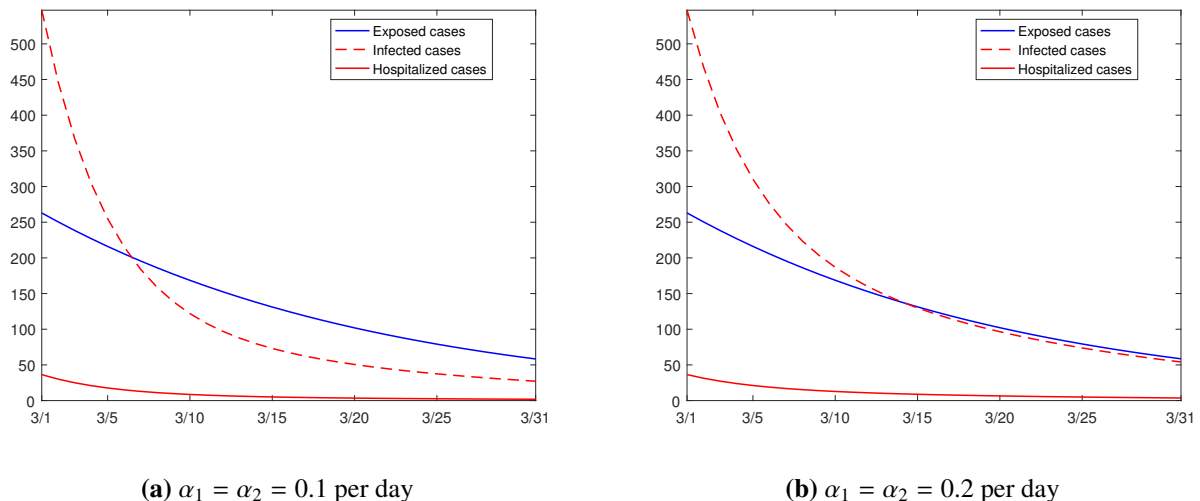 500
450
400
350
300
250
200
150
100
50
0
3/1 3/5 3/10 3/15 3/20 3/25 3/31
Exposed cases
Infected cases
Hospitalized cases
(a) α₁ = α₂ = 0.1 per day
500
450
400
350
300
250
200
150
100
50
0
3/1 3/5 3/10 3/15 3/20 3/25 3/31
Exposed cases
Infected cases
Hospitalized cases
(b) α₁ = α₂ = 0.2 per day